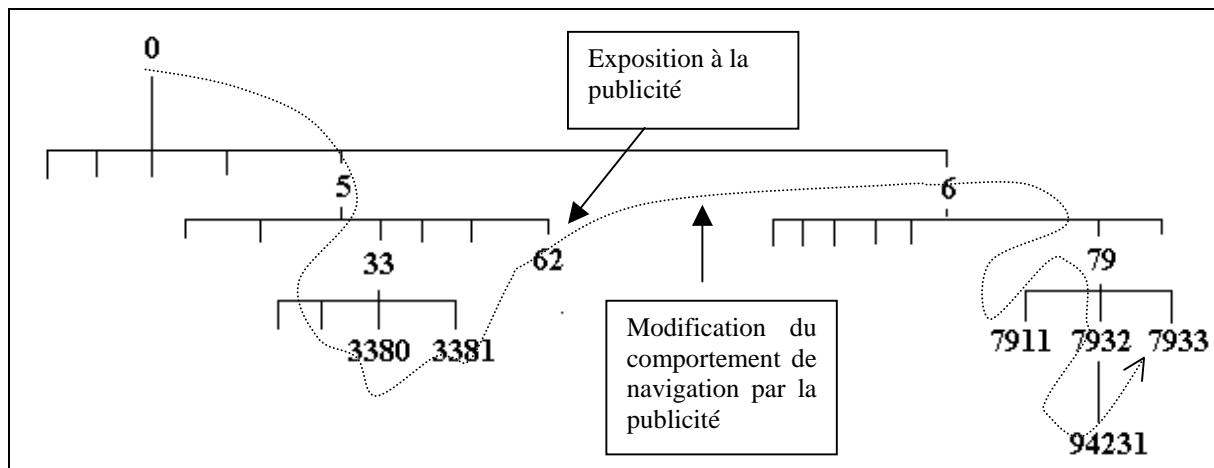 0
Exposition à la
publicité
5
6
33
62
79
3380
3381
7911
7932
7933
Modification du
comportement de
navigation par la
publicité
94231